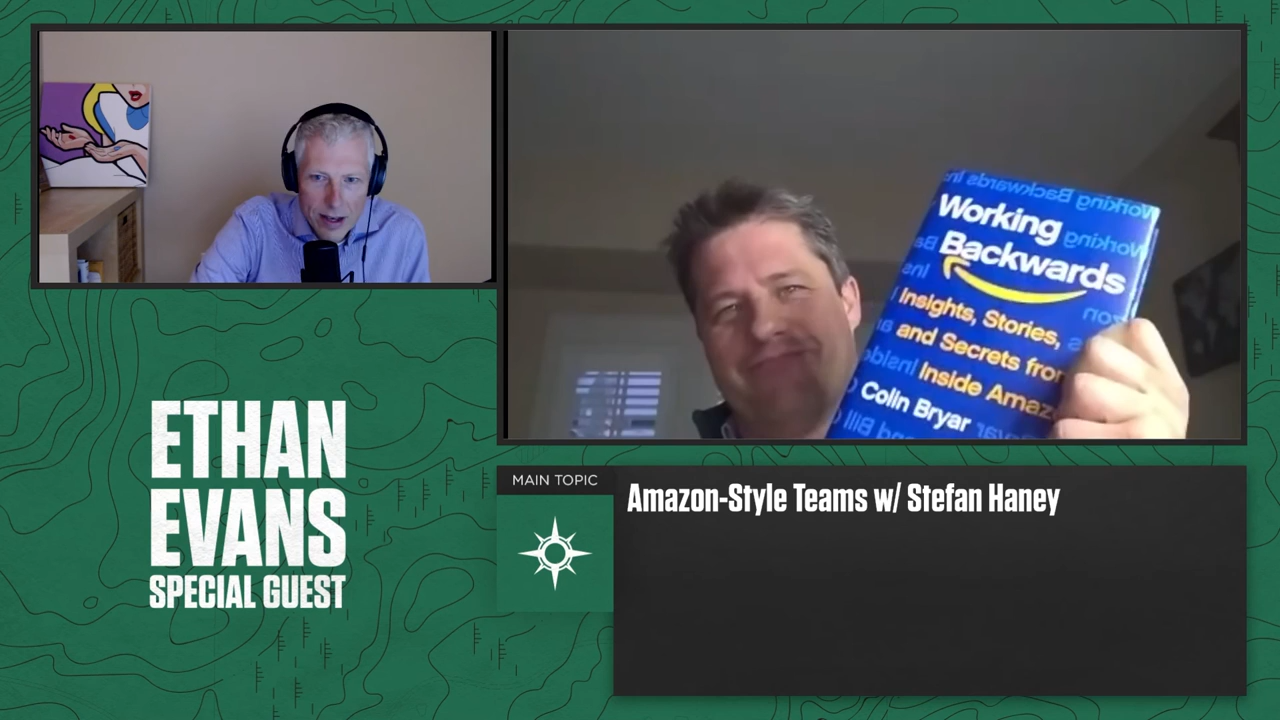 Working
Backwards
Insights, Stories,
and Secrets from
Inside Amaz
Colin Bryar
ETHAN
EVANS
SPECIAL GUEST
MAIN TOPIC
Amazon-Style Teams w/ Stefan Haney